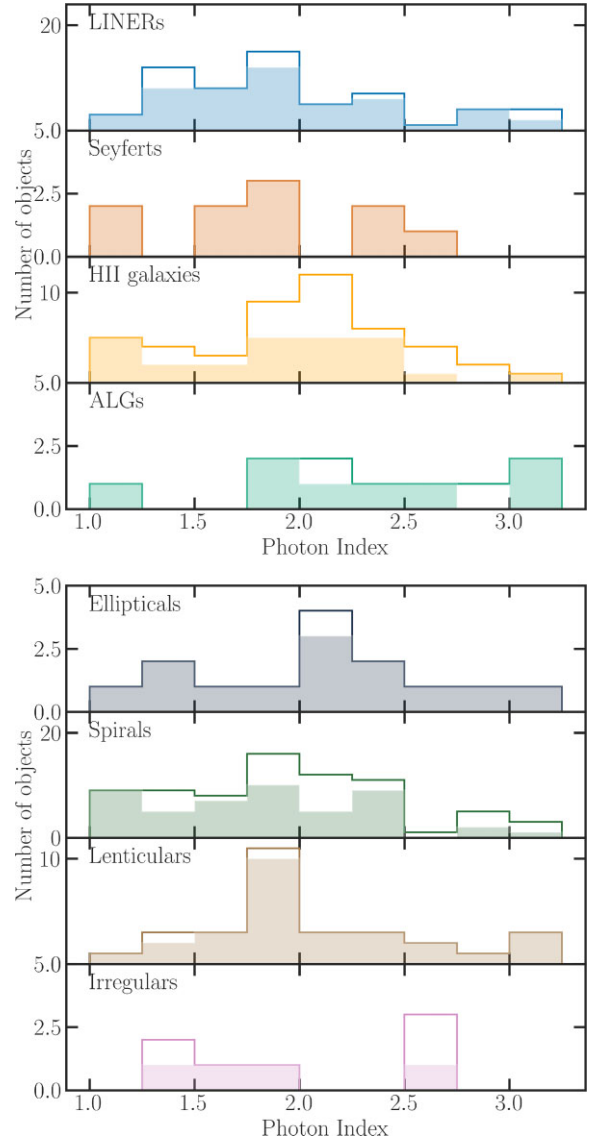 20
LINERs
5.0
Seyferts
2.5
0.0
HII galaxies
10
5.0
ALGs
2.5
0.0
1.0 1.5 2.0 2.5 3.0
Photon Index
Number of objects
5.0
Ellipticals
2.5
0.0
20
Spirals
0
10
Lenticulars
5.0
Irregulars
2.5
0.0
1.0 1.5 2.0 2.5 3.0
Photon Index
Number of objects